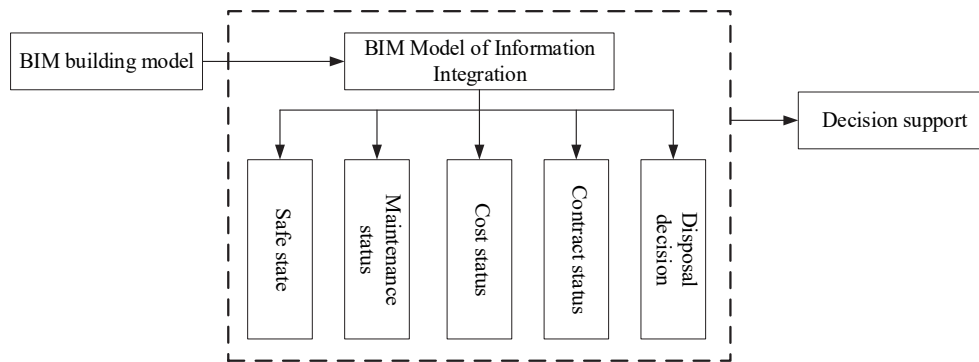 BIM building model
BIM Model of Information
Integration
Decision support
Safe state
Maintenance
status
Cost status
Contract status
Disposal
decision